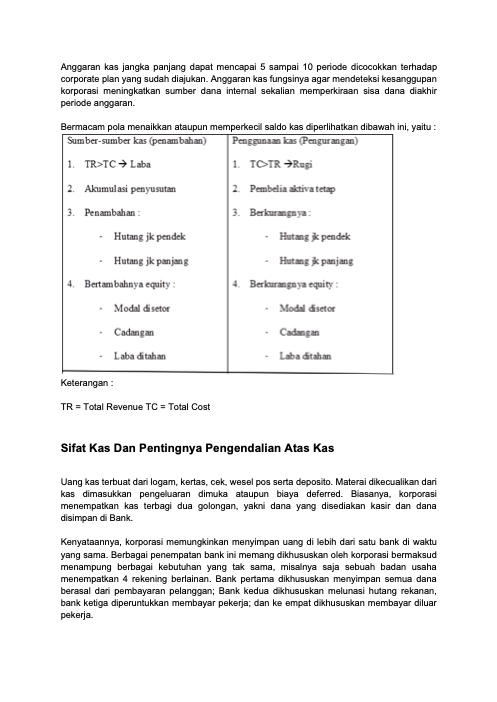 Anggaran kas jangka panjang dapat mencapai 5 sampai 10 periode dicocokkan terhadap
corporate plan yang sudah diajukan. Anggaran kas fungsinya agar mendeteksi kesanggupan
korporasi meningkatkan sumber dana internal sekalian memperkiraan sisa dana diakhir
periode anggaran.
Bermacam pola menaikkan ataupun memperkecil saldo kas diperlihatkan dibawah ini, yaitu :
Sumber-sumber kas (penambahan)
1. TR>TC → Laba
2. Akumulasi penyusutan
3. Penambahan :
- Hutang jk pendek
- Hutang jk panjang
4. Bertambahnya equity :
- Modal disetor
- Cadangan
- Laba ditahan
Penggunaan kas (Pengurangan)
1. TC>TR →Rugi
2. Pembelia aktiva tetap
3. Berkurangnya :
- Hutang jk pendek
- Hutang jk panjang
4. Berkurangnya equity :
- Modal disetor
- Cadangan
- Laba ditahan
Keterangan :
TR = Total Revenue TC = Total Cost
Sifat Kas Dan Pentingnya Pengendalian Atas Kas
Uang kas terbuat dari logam, kertas, cek, wesel pos serta deposito. Materai dikecualikan dari
kas dimasukkan pengeluaran dimuka ataupun biaya deferred. Biasanya, korporasi
menempatkan kas terbagi dua golongan, yakni dana yang disediakan kasir dan dana
disimpan di Bank.
Kenyataannya, korporasi memungkinkan menyimpan uang di lebih dari satu bank di waktu
yang sama. Berbagai penempatan bank ini memang dikhususkan oleh korporasi bermaksud
menampung berbagai kebutuhan yang tak sama, misalnya saja sebuah badan usaha
menempatkan 4 rekening berlainan. Bank pertama dikhususkan menyimpan semua dana
berasal dari pembayaran pelanggan; Bank kedua dikhususkan melunasi hutang rekanan,
bank ketiga diperuntukkan membayar pekerja; dan ke empat dikhususkan membayar diluar
pekerja.